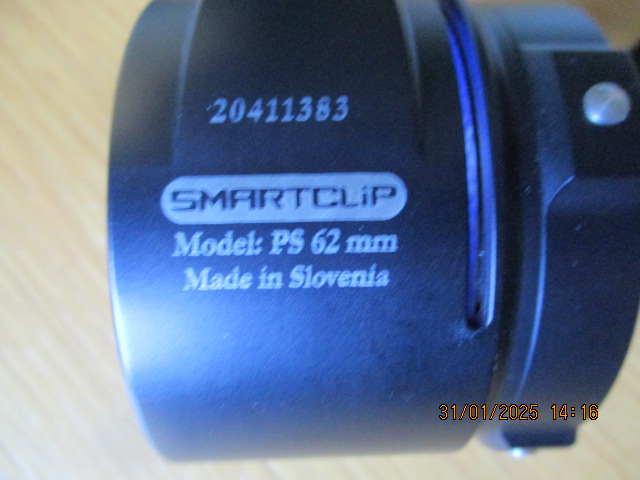 20411383
SMARTCLiP
Model: PS 62 mm
Made in Slovenia
31/01/2025 14:16